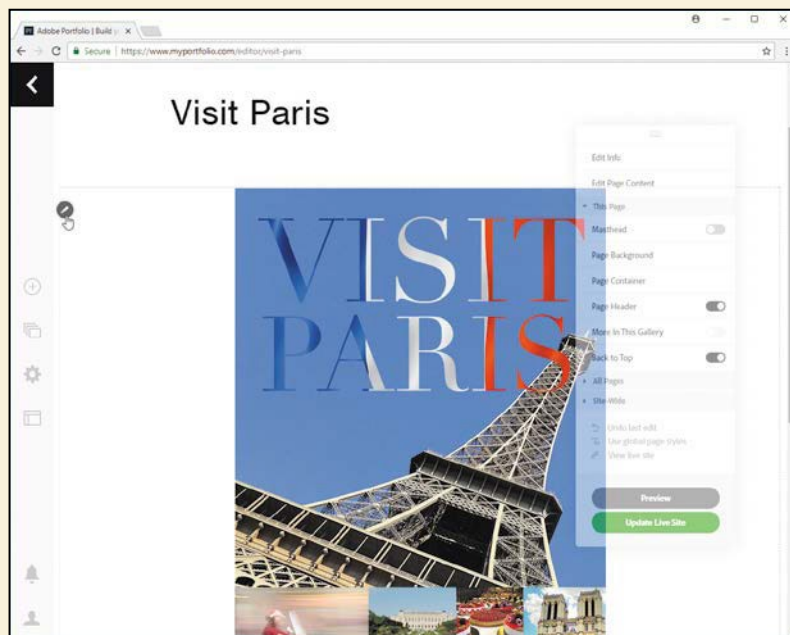 Adobe Portfolio | Build y
Secure | https://www.myportfolio.com/editor/visit-paris
Visit Paris
VISIT
PARIS
Edit Info
Edit Page Content
This Page
Masthead
Page Background
Page Container
Page Header
More In This Gallery
Back to Top
All Pages
Site-Wide
Undo last edit
Use global page styles
View live site
Preview
Update Live Site